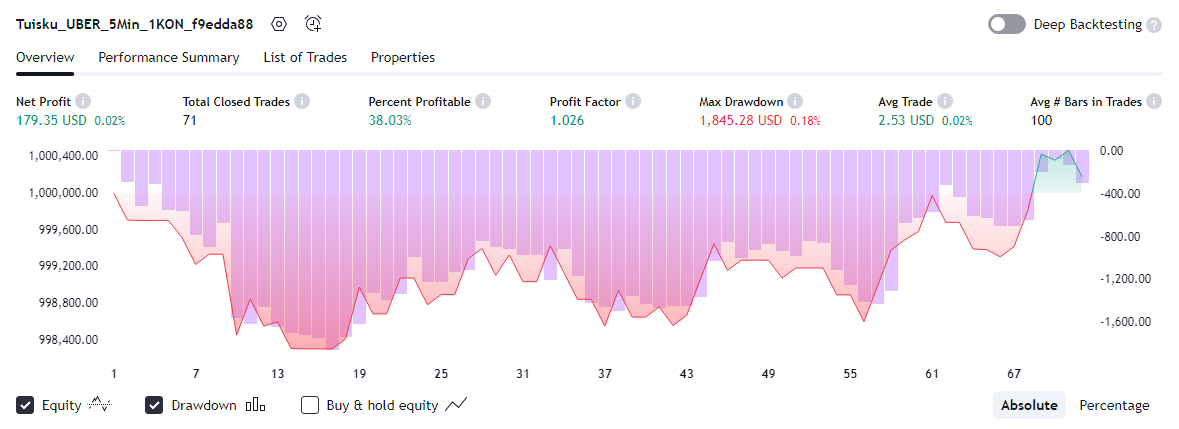 Tuisku_UBER_5Min_1KON_f9edda88
Deep Backtesting ?
Overview Performance Summary List of Trades Properties
Net Profit i Total Closed Trades i Percent Profitable i Profit Factor i Max Drawdown i Avg Trade i Avg # Bars in Trades i
179.35 USD 0.02% 71 38.03% 1.026 1,845.28 USD 0.18% 2.53 USD 0.02% 100
1,000,400.00 0.00
1,000,000.00 -400.00
999,600.00 -800.00
999,200.00 -1,200.00
998,800.00 -1,600.00
998,400.00
1 7 13 19 25 31 37 43 49 55 61 67
Equity Drawdown Buy & hold equity Absolute Percentage